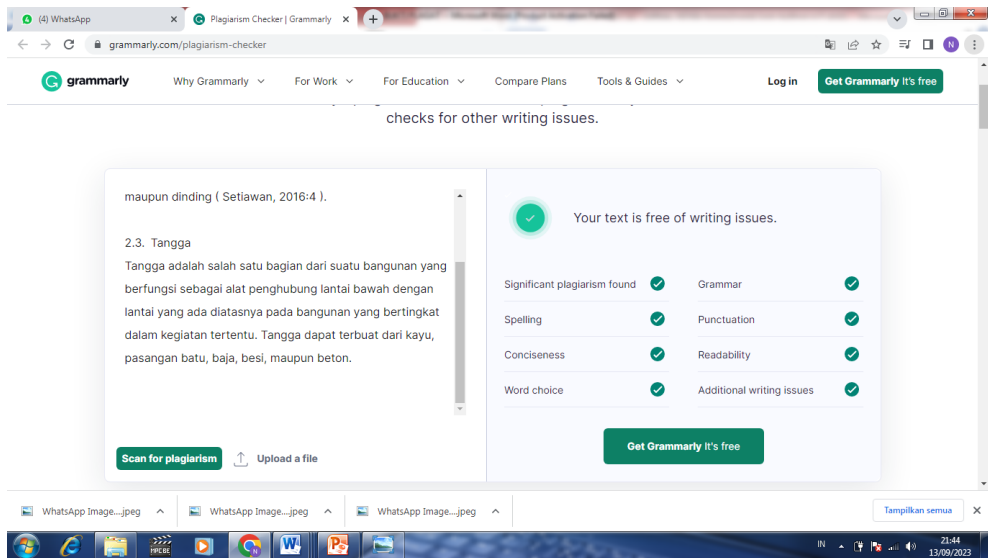 (4) WhatsApp
Plagiarism Checker | Grammarly
grammarly.com/plagiarism-checker
N
grammarly
Why Grammarly
For Work
For Education
Compare Plans
Tools & Guides
Log in
Get Grammarly It's free
checks for other writing issues.
maupun dinding ( Setiawan, 2016:4 ).
2.3. Tangga
Tangga adalah salah satu bagian dari suatu bangunan yang
berfungsi sebagai alat penghubung lantai bawah dengan
lantai yang ada diatasnya pada bangunan yang bertingkat
dalam kegiatan tertentu. Tangga dapat terbuat dari kayu,
pasangan batu, baja, besi, maupun beton.
Scan for plagiarism
Upload a file
Your text is free of writing issues.
Significant plagiarism found
Grammar
Spelling
Punctuation
Conciseness
Readability
Word choice
Additional writing issues
Get Grammarly It's free
WhatsApp Image....jpeg
WhatsApp Image....jpeg
WhatsApp Image....jpeg
Tampilkan semua
IN
21:44
13/09/2023